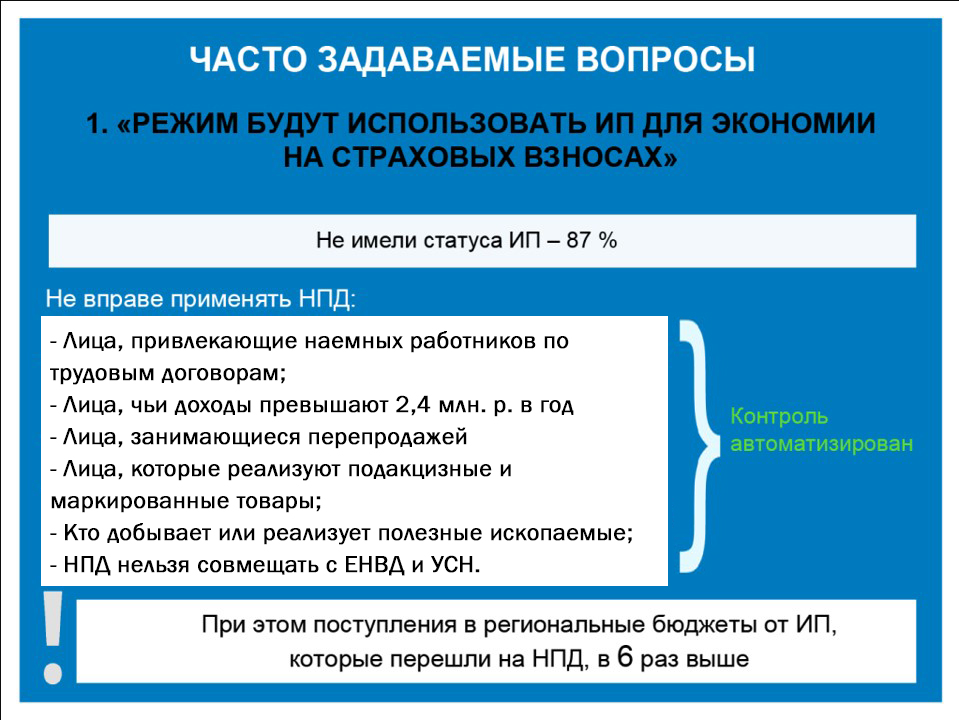 ЧАСТО ЗАДАВАЕМЫЕ ВОПРОСЫ
1. «РЕЖИМ БУДУТ ИСПОЛЬЗОВАТЬ ИП ДЛЯ ЭКОНОМИИ
НА СТРАХОВЫХ ВЗНОСАХ»
Не имели статуса ИП – 87 %
Не вправе применять НПД:
- Лица, привлекающие наемных работников по
трудовым договорам;
- Лица, чьи доходы превышают 2,4 млн. р. в год
- Лица, занимающиеся перепродажей
- Лица, которые реализуют подакцизные и
маркированные товары;
- Кто добывает или реализует полезные ископаемые;
- НПД нельзя совмещать с ЕНВД и УСН.
Контроль
автоматизирован
!
При этом поступления в региональные бюджеты от ИП,
которые перешли на НПД, в 6 раз выше